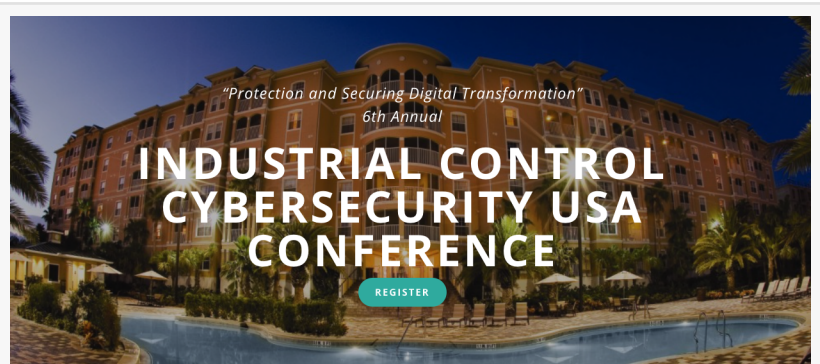 “Protection and Securing Digital Transformation”
6th Annual
INDUSTRIAL CONTROL
CYBERSECURITY USA
CONFERENCE
REGISTER